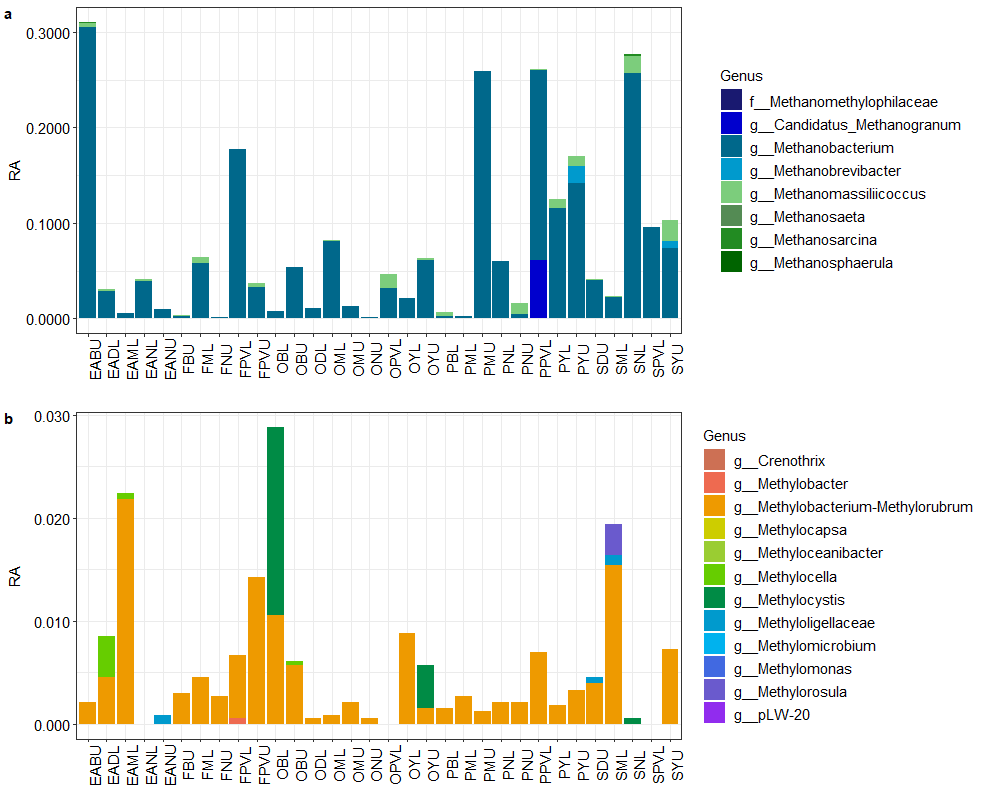 a
0.3000
0.2000
0.1000
0.0000
RA
EABU EADL EAML EANL EANU FBU FML FNU FPVL FPVU OBL OBU ODL OML OMU ONU OPVL OYL OYU PBL PML PMU PNL PNU PPVL PYL PYU SDU SML SNL SPVL SYU
Genus
f__Methanomethylophilaceae
g__Candidatus_Methanogranum
g__Methanobacterium
g__Methanobrevibacter
g__Methanomassiliicoccus
g__Methanosaeta
g__Methanosarcina
g__Methanosphaerula
b
0.030
0.020
0.010
0.000
RA
EABU EADL EAML EANL EANU FBU FML FNU FPVL FPVU OBL OBU ODL OML OMU ONU OPVL OYL OYU PBL PML PMU PNL PNU PPVL PYL PYU SDU SML SNL SPVL SYU
Genus
g__Crenothrix
g__Methylobacter
g__Methylobacterium-Methylorubrum
g__Methylocapsa
g__Methyloceanibacter
g__Methylocella
g__Methylocystis
g__Methyloligellaceae
g__Methylomicrobium
g__Methylomonas
g__Methylorosula
g__pLW-20